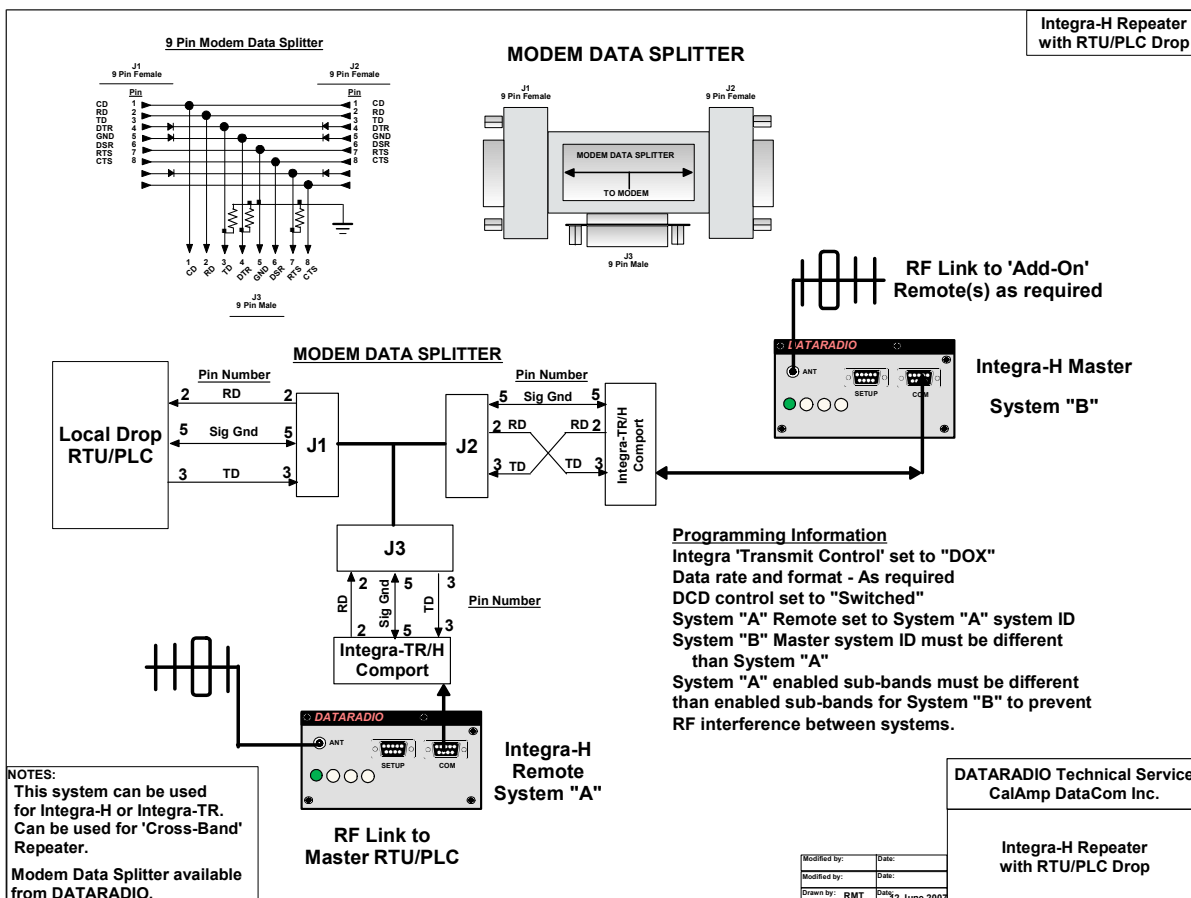 Integra-H Repeater
with RTU/PLC Drop
9 Pin Modem Data Splitter
J1
9 Pin Female
J2
9 Pin Female
Pin
Pin
CD 1
RD 2
TD 3
DTR 4
GND 5
DSR 6
RTS 7
CTS 8
1 CD
2 RD
3 TD
4 DTR
5 GND
6 DSR
7 RTS
8 CTS
1 2 3 4 5 6 7 8
CD RD TD DTR GND DSR RTS CTS
J3
9 Pin Male
MODEM DATA SPLITTER
J1
9 Pin Female
J2
9 Pin Female
MODEM DATA SPLITTER
TO MODEM
J3
9 Pin Male
RF Link to 'Add-On'
Remote(s) as required
DATARADIO
ANT
SETUP
COM
Integra-H Master
System "B"
MODEM DATA SPLITTER
Pin Number
2 RD 2
5 Sig Gnd 5
3 TD 3
Local Drop
RTU/PLC
J1
J2
Pin Number
5 Sig Gnd 5
2 RD RD 2
3 TD TD 3
Integra-TR/H
Comport
J3
2 5 3
RD Sig Gnd TD
Pin Number
2 5 3
Integra-TR/H
Comport
DATARADIO
ANT
SETUP
COM
Integra-H
Remote
System "A"
RF Link to
Master RTU/PLC
Programming Information
Integra 'Transmit Control' set to "DOX"
Data rate and format - As required
DCD control set to "Switched"
System "A" Remote set to System "A" system ID
System "B" Master system ID must be different
than System "A"
System "A" enabled sub-bands must be different
than enabled sub-bands for System "B" to prevent
RF interference between systems.
NOTES:
This system can be used
for Integra-H or Integra-TR.
Can be used for 'Cross-Band'
Repeater.
Modem Data Splitter available
from DATARADIO.
DATARADIO Technical Service
CalAmp DataCom Inc.
Integra-H Repeater
with RTU/PLC Drop
Modified by: Date:
Modified by: Date:
Drawn by: RMT Date: 12 June 2007